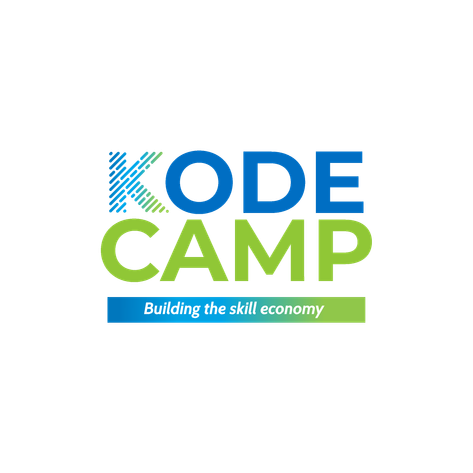 KODE
CAMP
Building the skill economy